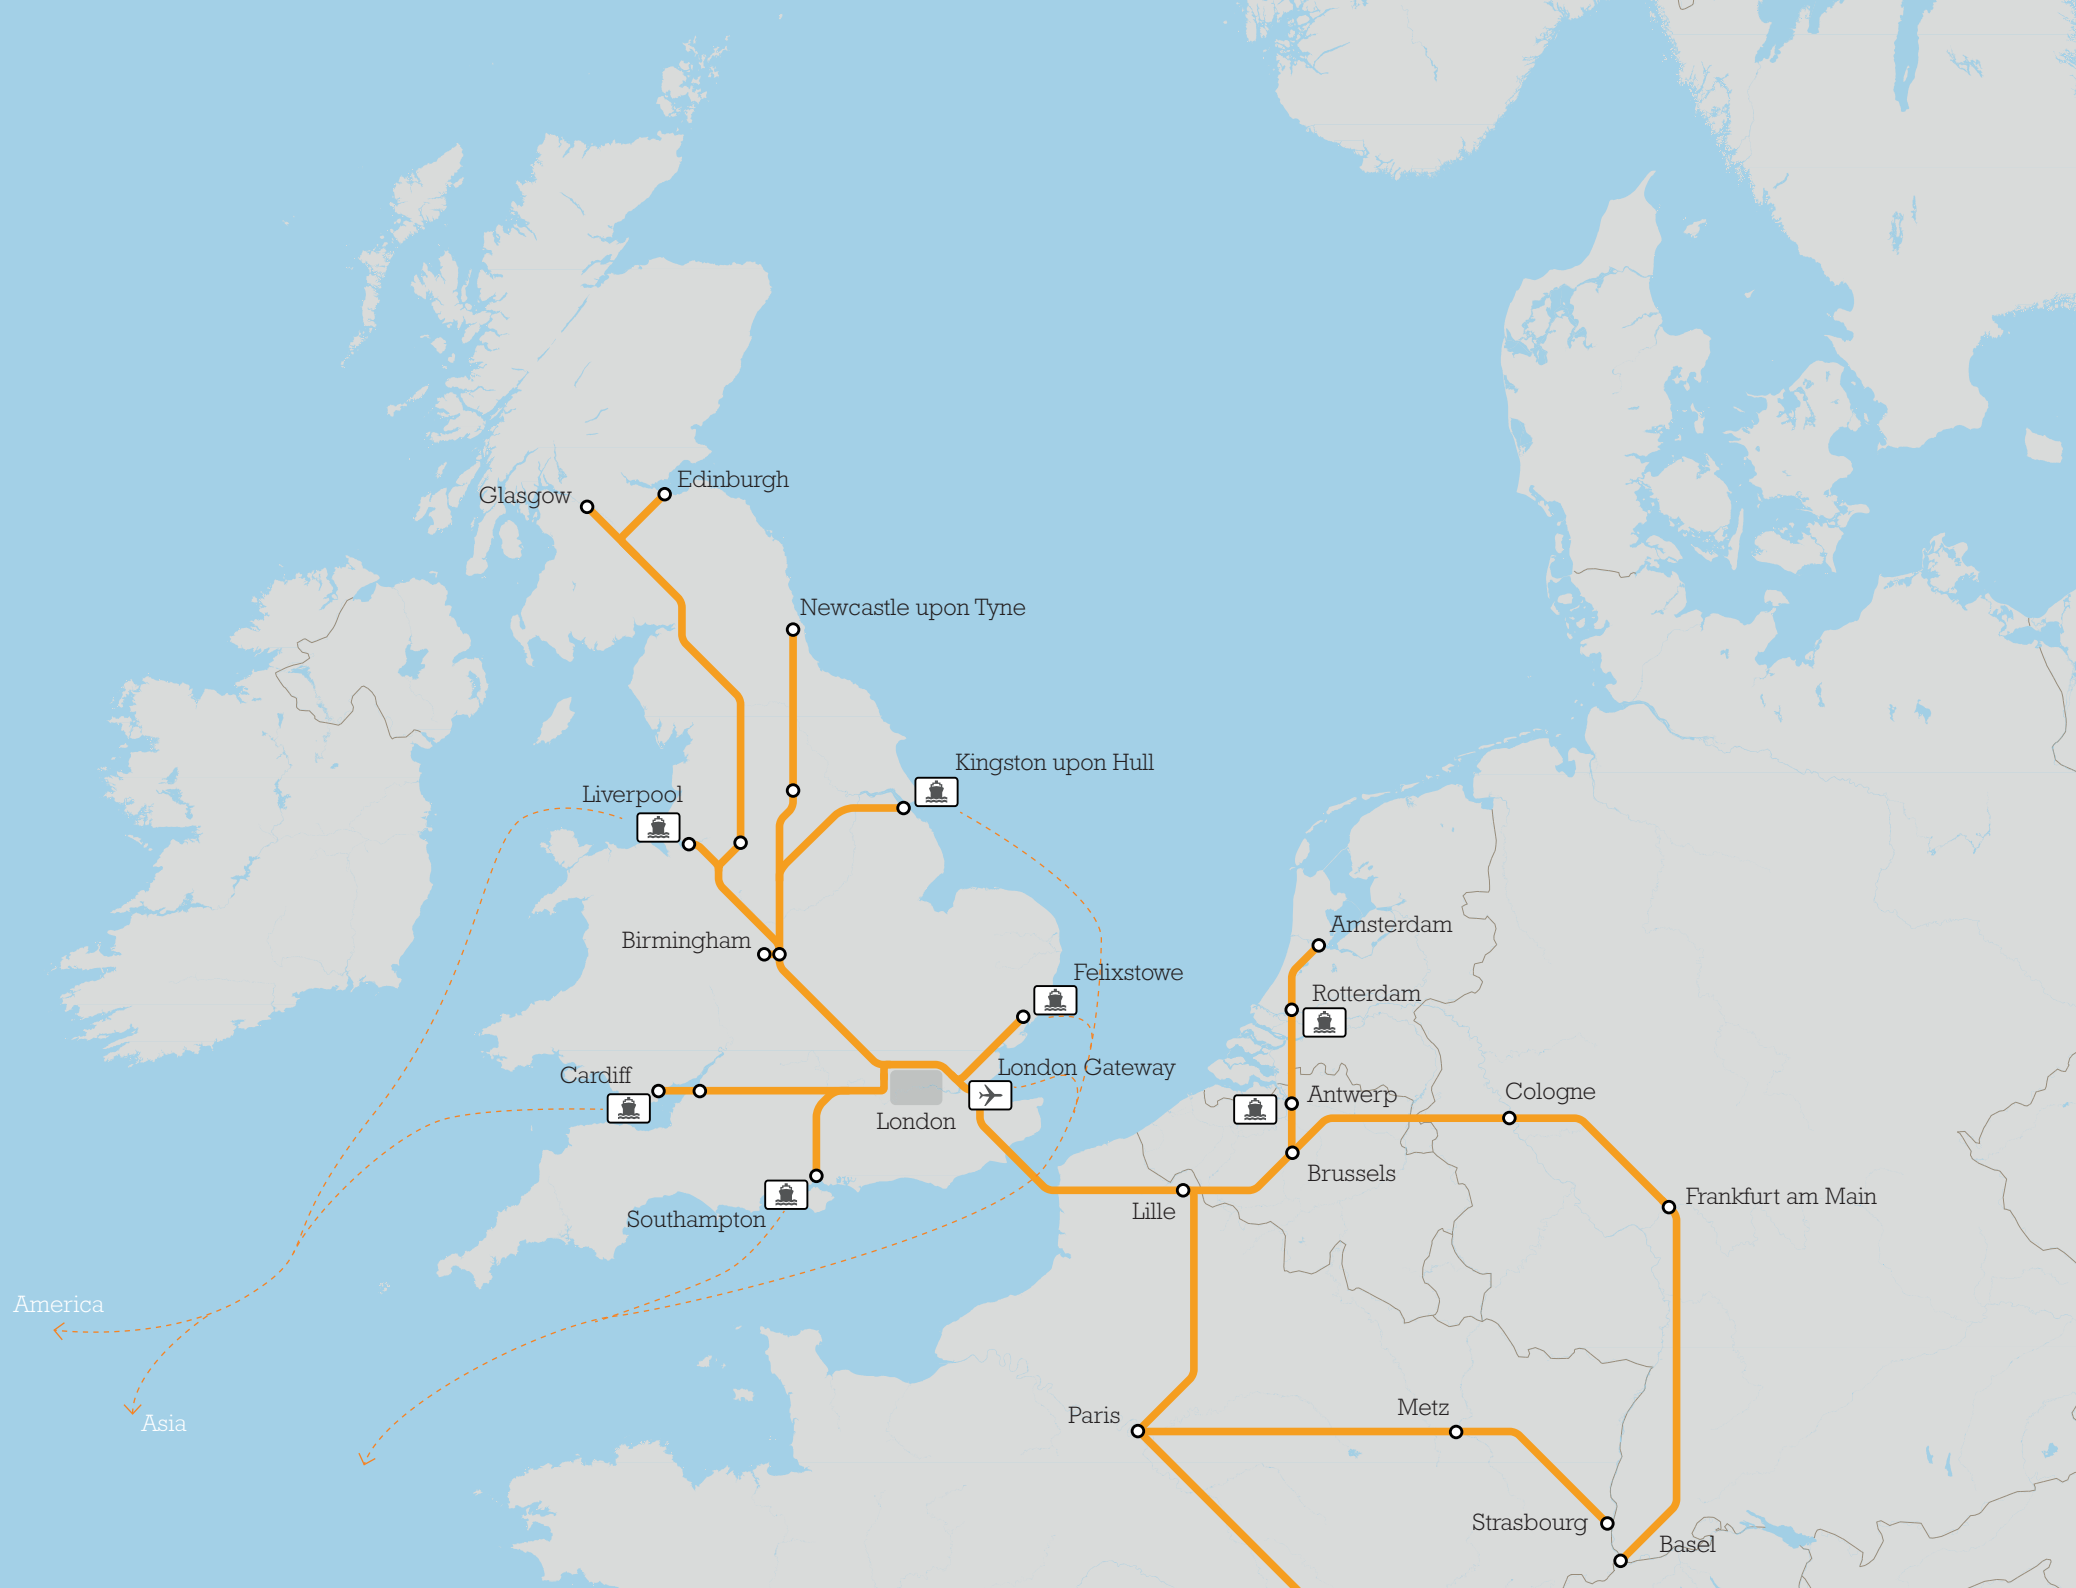 Edinburgh
Glasgow
Newcastle upon Tyne
Kingston upon Hull
Liverpool
Amsterdam
Birmingham
Felixstowe
Rotterdam
London Gateway
Cardiff
Antwerp
Cologne
London
Brussels
Frankfurt am Main
Lille
Southampton
America
Metz
Paris
Asia
Strasbourg
Basel